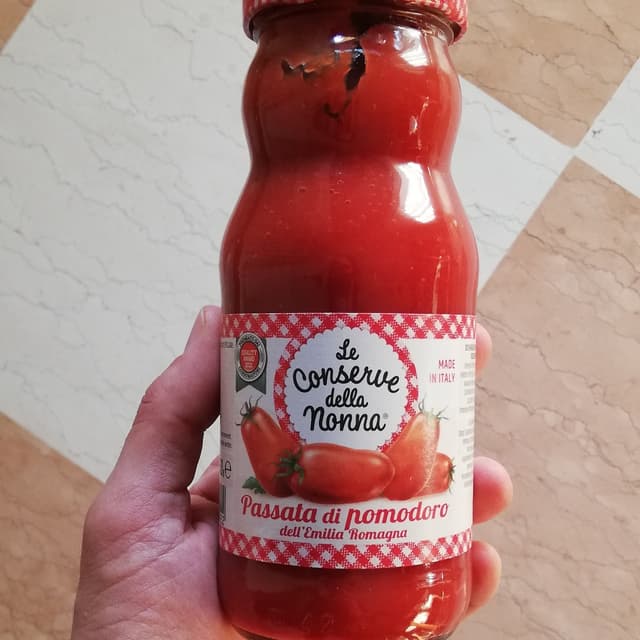 Le
Conserve
della
Nonna®
MADE
IN ITALY
Passata di pomodoro
dell'Emilia Romagna